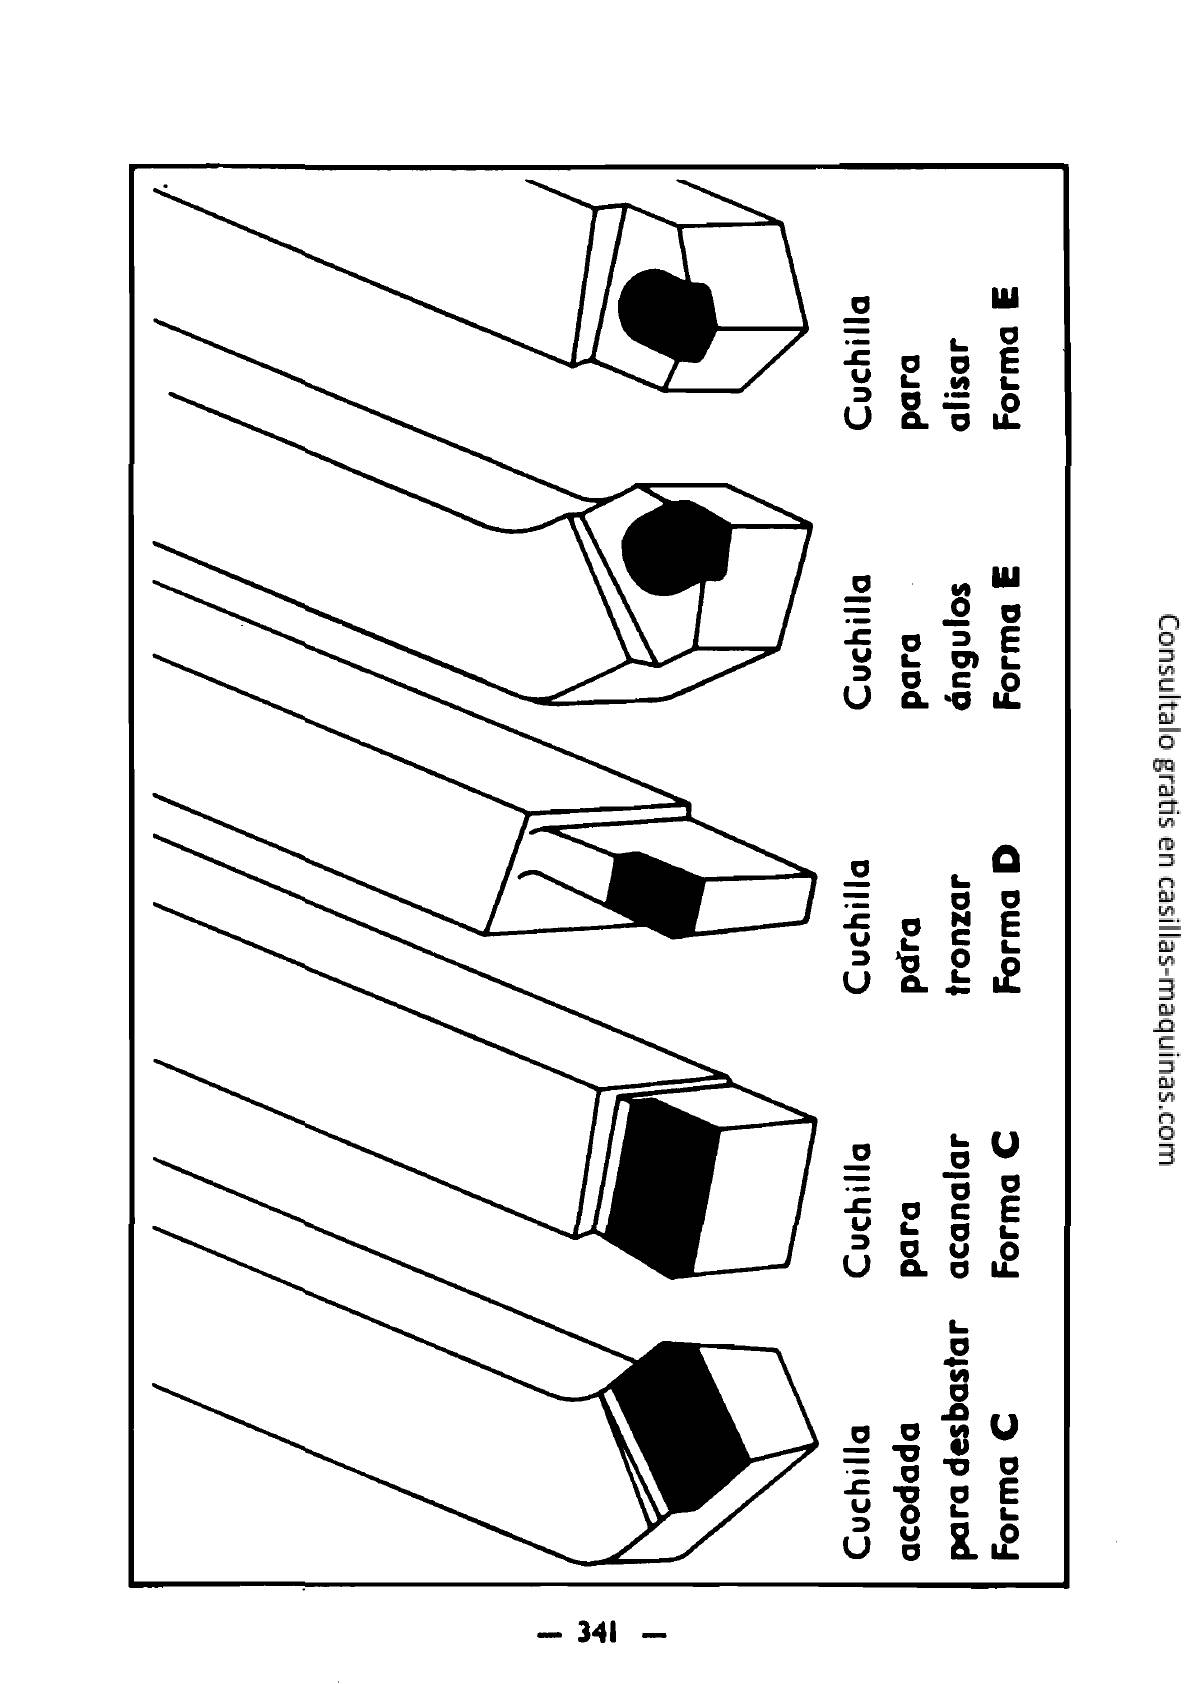 Cuchilla
acodada
para desbastar
Forma C
Cuchilla
para
acanalar
Forma C
Cuchilla
para
tronzar
Forma D
Cuchilla
para
ángulos
Forma E
Cuchilla
para
alisar
Forma E
— 341 —
Consultalo gratis en casillas-maquinas.com